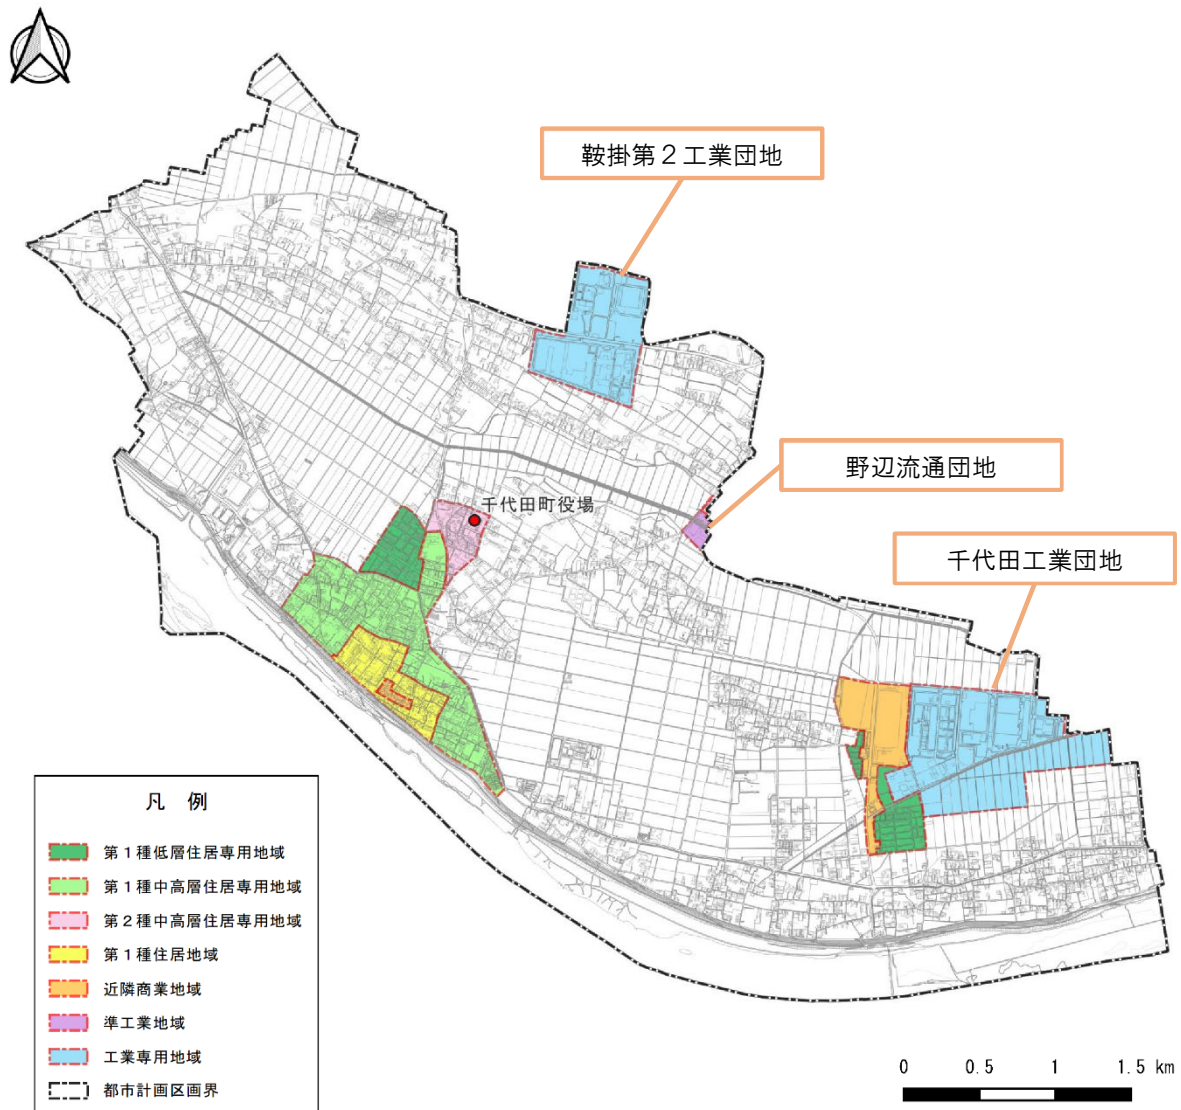 鞍掛第２工業団地
野辺流通団地
千代田町役場
千代田工業団地
凡 例
第１種低層住居専用地域
第１種中高層住居専用地域
第２種中高層住居専用地域
第１種住居地域
近隣商業地域
準工業地域
工業専用地域
都市計画区画界
0 0.5 1 1.5 km